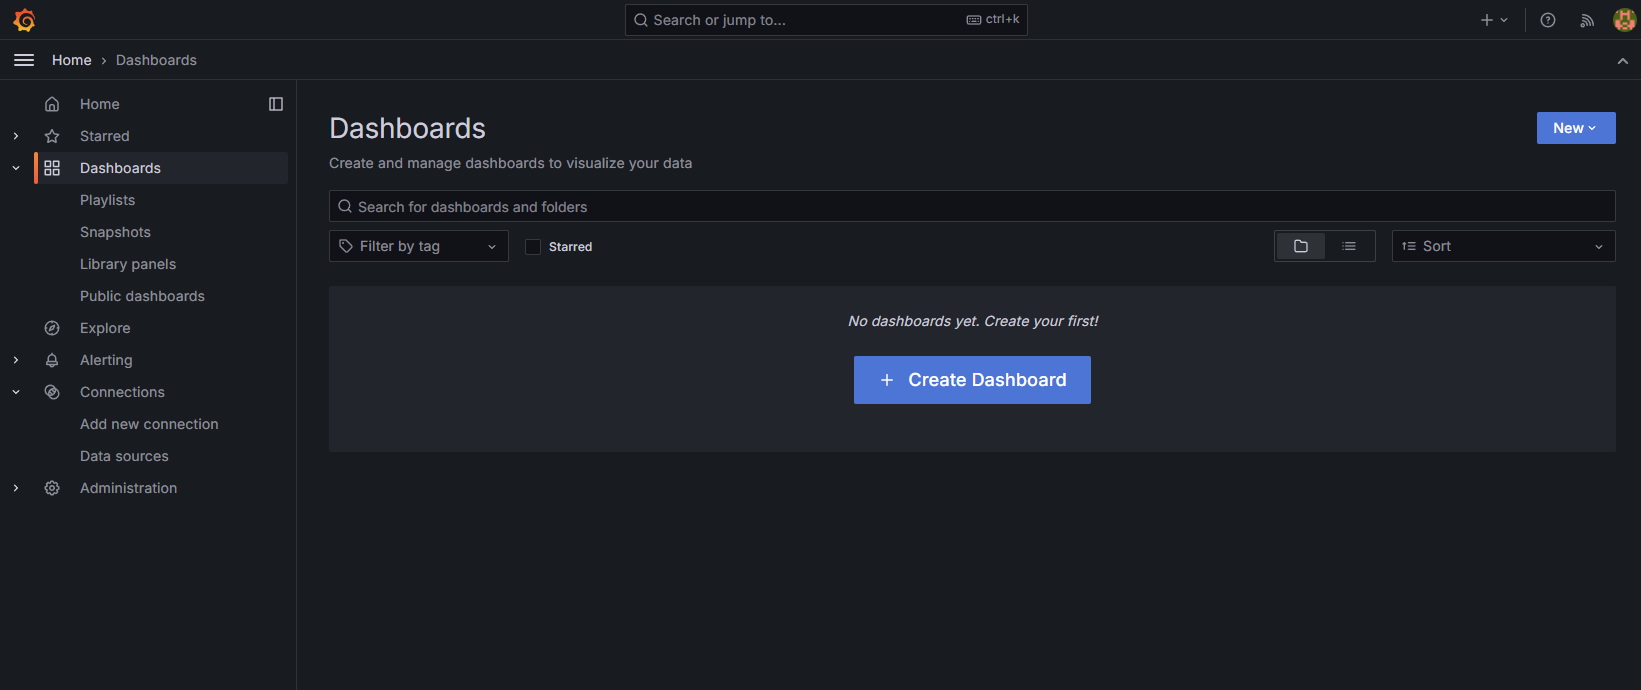 Search or jump to...
ctrl+k
Home › Dashboards
Home
Starred
Dashboards
Playlists
Snapshots
Library panels
Public dashboards
Explore
Alerting
Connections
Add new connection
Data sources
Administration
Dashboards
New
Create and manage dashboards to visualize your data
Search for dashboards and folders
Filter by tag
Starred
Sort
No dashboards yet. Create your first!
+ Create Dashboard